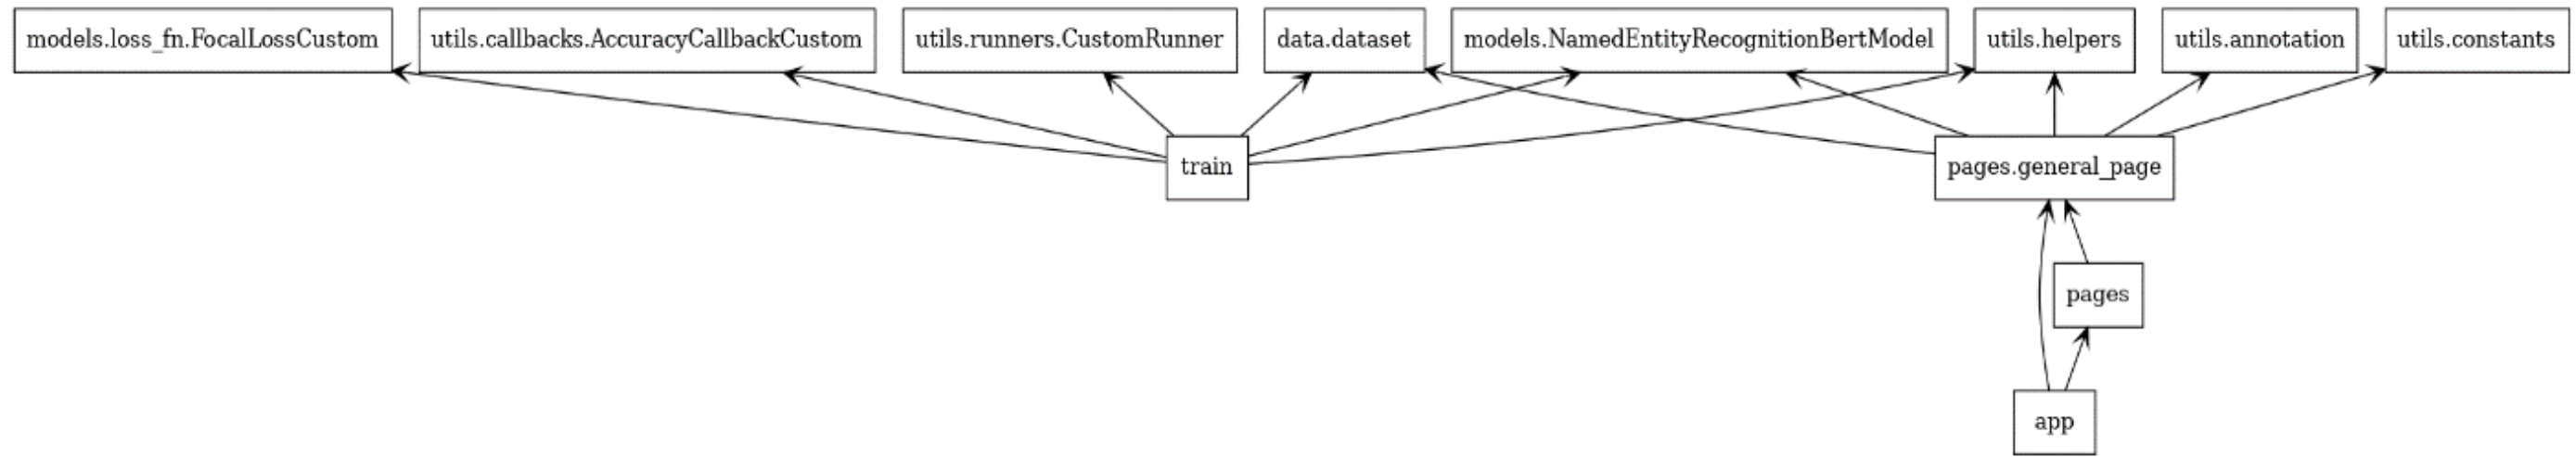 models.loss_fn.FocalLossCustom
utils.callbacks.AccuracyCallbackCustom
utils.runners.CustomRunner
data.dataset
models.NamedEntityRecognitionBertModel
utils.helpers
utils.annotation
utils.constants
train
pages.general_page
pages
app